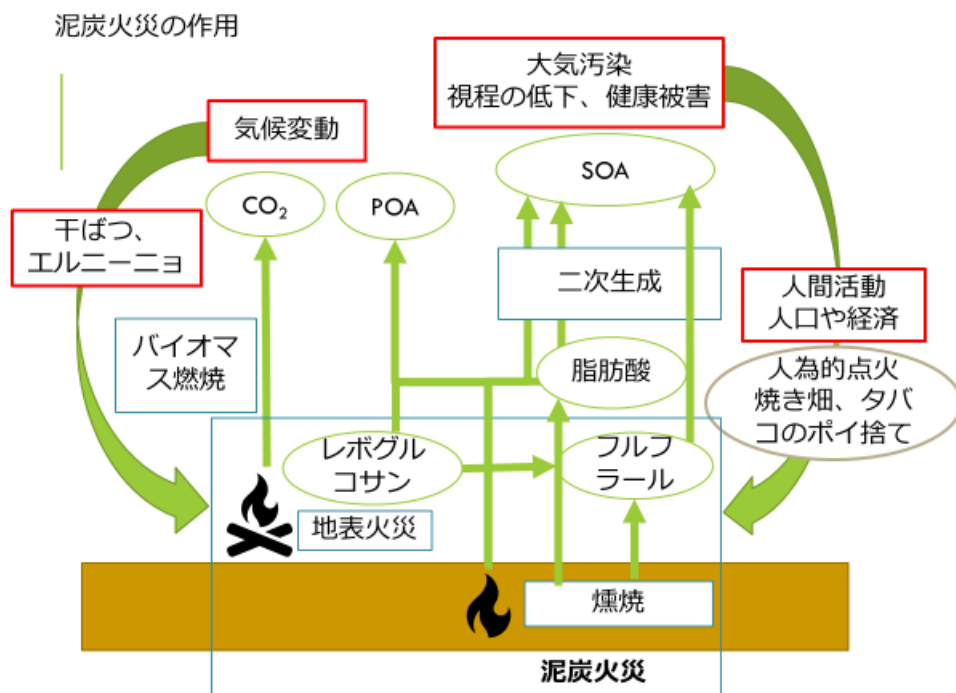 泥炭火災の作用
大気汚染
視程の低下、健康被害
気候変動
SOA
CO₂
POA
干ばつ、
エルニーニョ
二次生成
人間活動
人口や経済
バイオマ
ス燃焼
脂肪酸
人為的点火
焼き畑、タバ
コのポイ捨て
レボグル
コサン
フルフ
ラール
地表火災
燻焼
泥炭火災